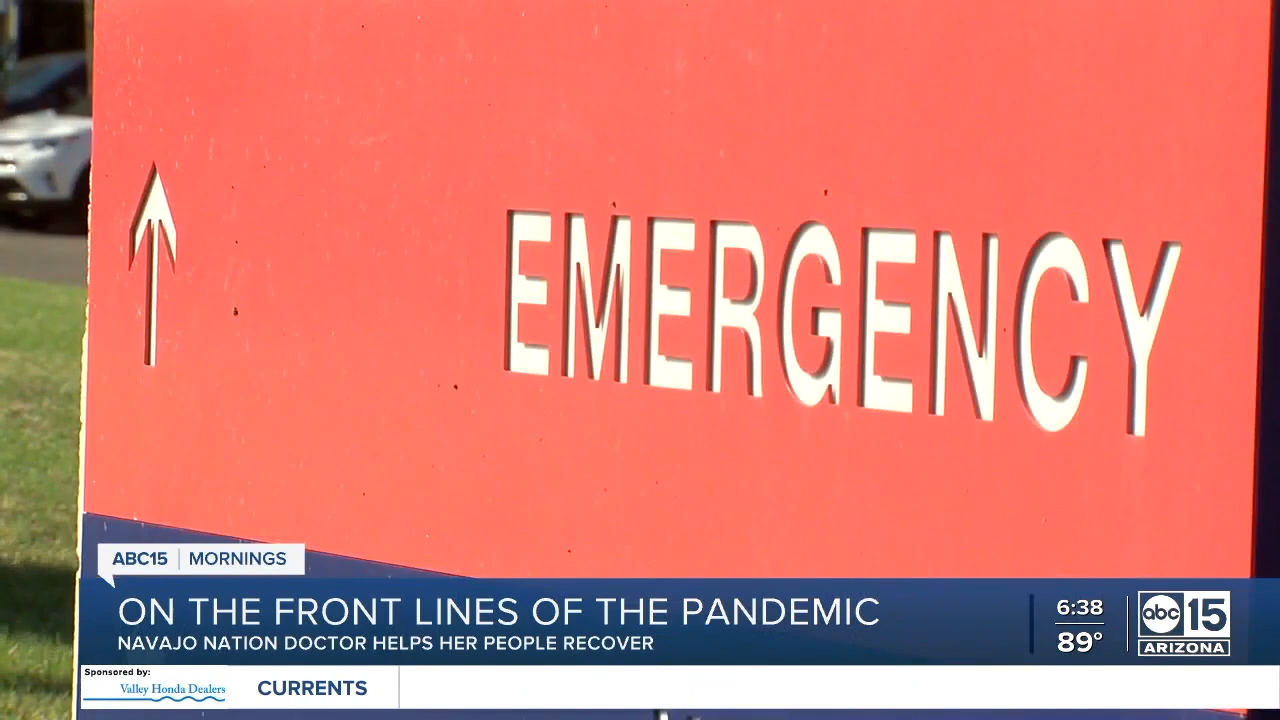 EMERGENCY
ABC15 | MORNINGS
ON THE FRONT LINES OF THE PANDEMIC
NAVAJO NATION DOCTOR HELPS HER PEOPLE RECOVER
6:38
89°
abc 15
ARIZONA
Sponsored by:
Valley Honda Dealers
CURRENTS